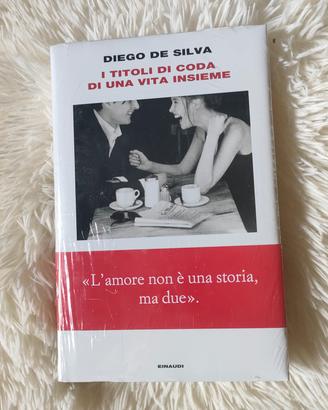 DIEGO DE SILVA
I TITOLI DI CODA
DI UNA VITA INSIEME
«L'amore non è una storia,
ma due».
EINAUDI